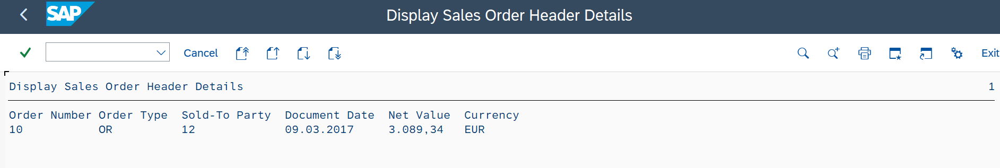 SAP Display Sales Order Header Details
Cancel Exit
Display Sales Order Header Details 1
Order Number Order Type Sold-To Party Document Date Net Value Currency
10 OR 12 09.03.2017 3.089,34 EUR